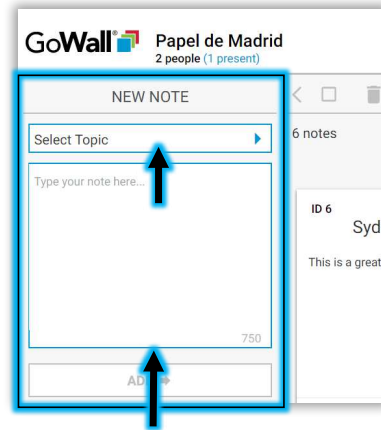 GoWall
Papel de Madrid
2 people (1 present)
NEW NOTE
Select Topic
Type your note here...
750
AD
6 notes
ID 6
Syd
This is a great